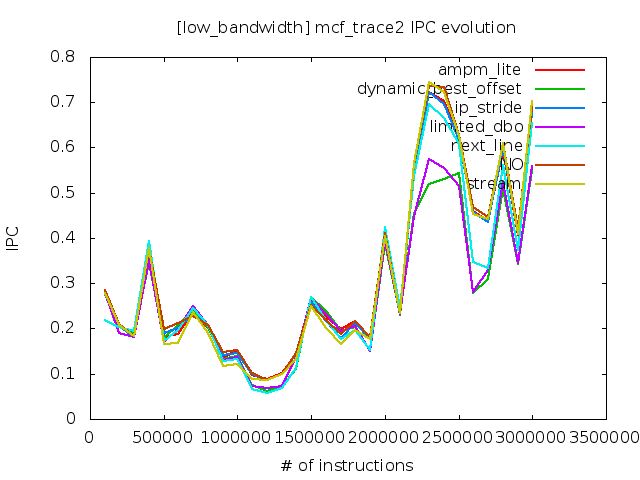 [low_bandwidth] mcf_trace2 IPC evolution
0.8
0.7
0.6
0.5
0.4
0.3
0.2
0.1
0
IPC
ampm_lite
dynamic_best_offset
ip_stride
limited_dbo
next_line
stream
0 500000 1000000 1500000 2000000 2500000 3000000 3500000
# of instructions